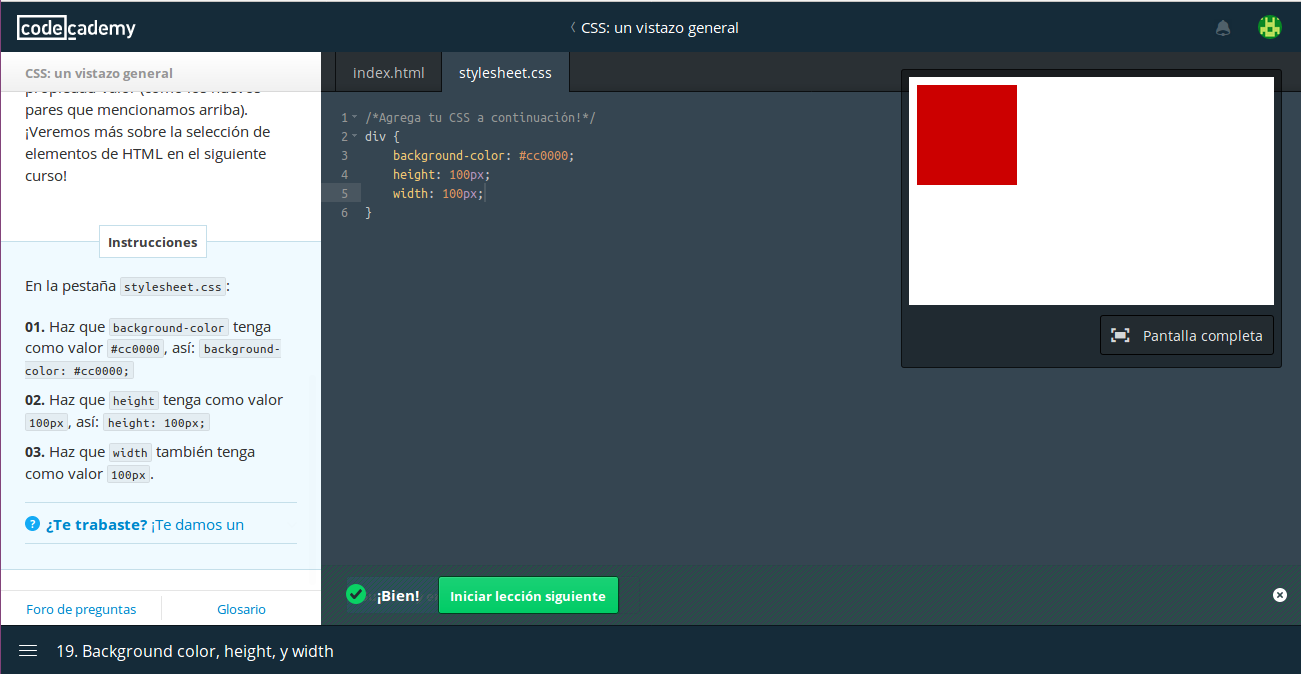 codecademy
CSS: un vistazo general
CSS: un vistazo general
pares que mencionamos arriba).
¡Veremos más sobre la selección de
elementos de HTML en el siguiente
curso!
Instrucciones
En la pestaña stylesheet.css:
01. Haz que background-color tenga
como valor #cc0000, así: background-
color: #cc0000;
02. Haz que height tenga como valor
100px, así: height: 100px;
03. Haz que width también tenga
como valor 100px.
¿Te trabaste? ¡Te damos un
Foro de preguntas
Glosario
index.html
stylesheet.css
1 /*Agrega tu CSS a continuación!*/
2 div {
3 background-color: #cc0000;
4 height: 100px;
5 width: 100px;
6 }
Pantalla completa
¡Bien!
Iniciar lección siguiente
19. Background color, height, y width